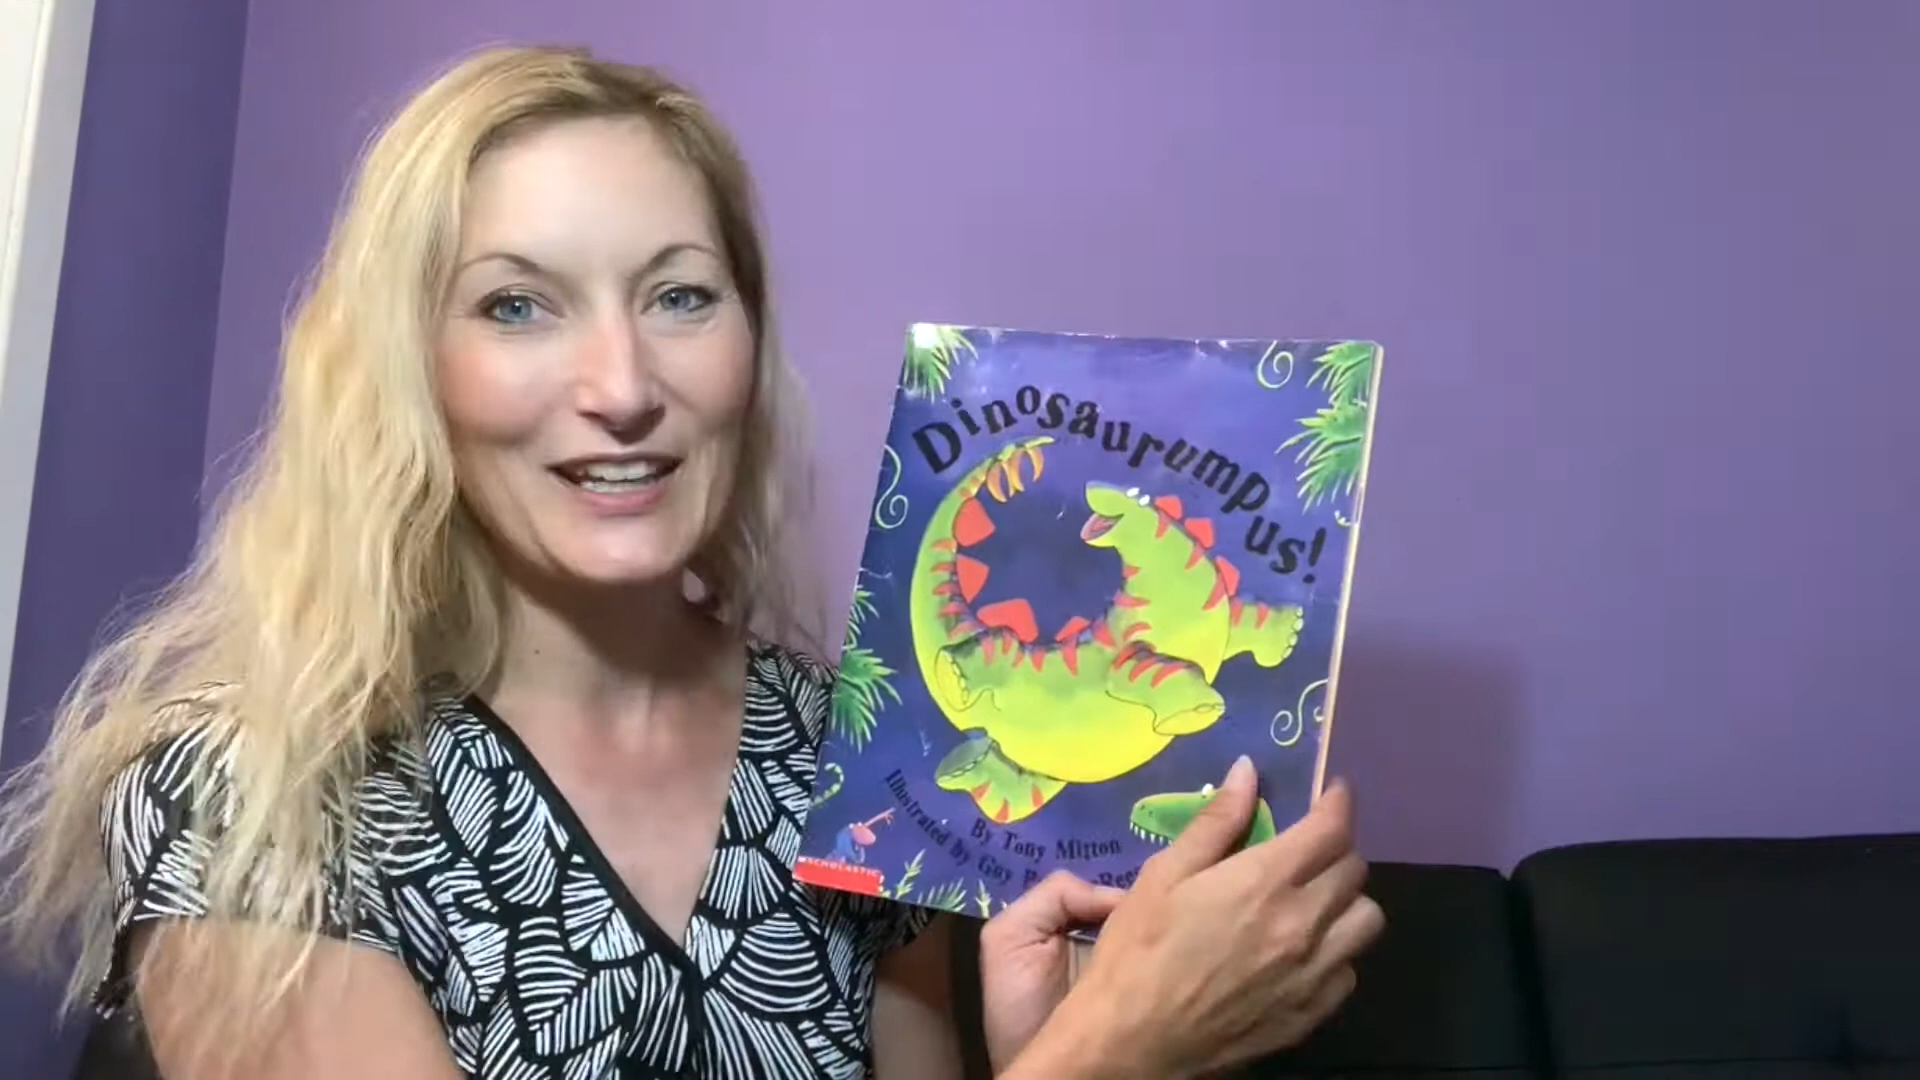 Dinosaurumpus!
By Tony Mitton
Illustrated by Guy
SCHOLASTIC